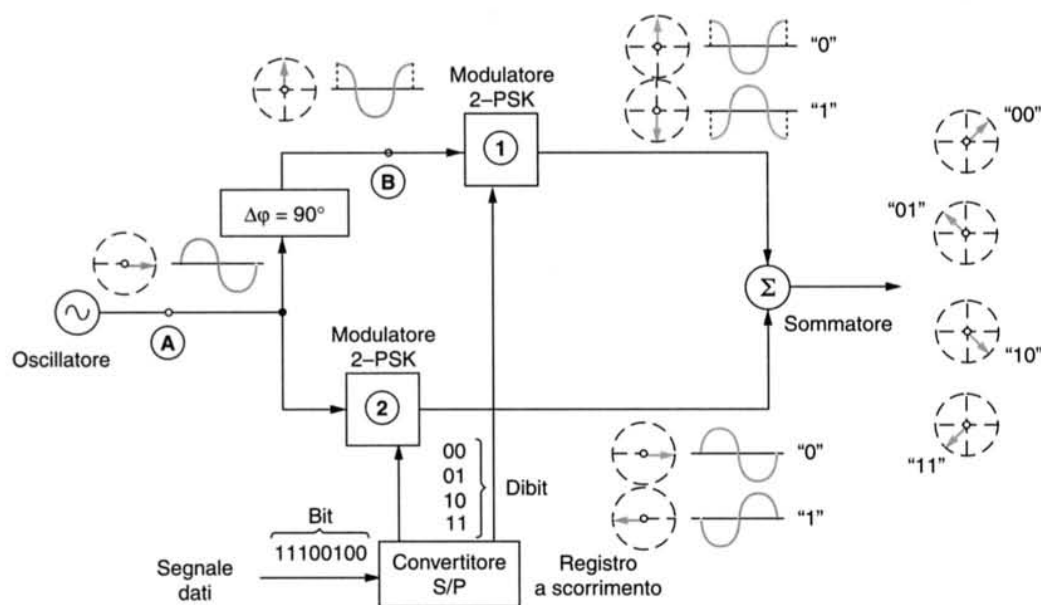 Modulatore
2–PSK
1
"0"
"1"
"00"
B
Δφ = 90°
"01"
A
Oscillatore
Modulatore
2–PSK
2
Σ
Sommatore
"10"
"11"
00
01
10
11
Dibit
"0"
"1"
Bit
11100100
Segnale
dati
Convertitore
S/P
Registro
a scorrimento